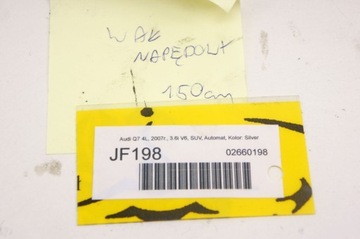 WAŁ
NAPĘDOWY
150cm
Audi Q7 4L, 2007r., 3.6i V8, SUV, Automat, Kolor: Silver
JF198
02660198